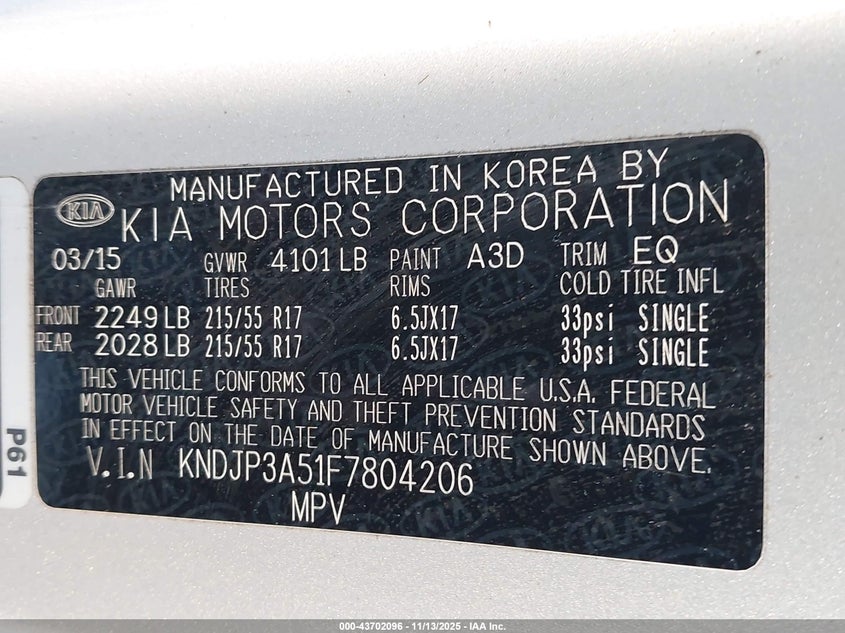 MANUFACTURED IN KOREA BY
KIA KIA MOTORS CORPORATION
03/15 GVWR 4101 LB PAINT A3D TRIM EQ
GAWR TIRES RIMS COLD TIRE INFL
FRONT 2249 LB 215/55 R17 6.5JX17 33psi SINGLE
REAR 2028 LB 215/55 R17 6.5JX17 33psi SINGLE
THIS VEHICLE CONFORMS TO ALL APPLICABLE U.S.A. FEDERAL
MOTOR VEHICLE SAFETY AND THEFT PREVENTION STANDARDS
IN EFFECT ON THE DATE OF MANUFACTURE SHOWN ABOVE.
V.I.N KNDJP3A51F7804206
MPV
P61
000-43702096 - 11/13/2025 - IAA Inc.